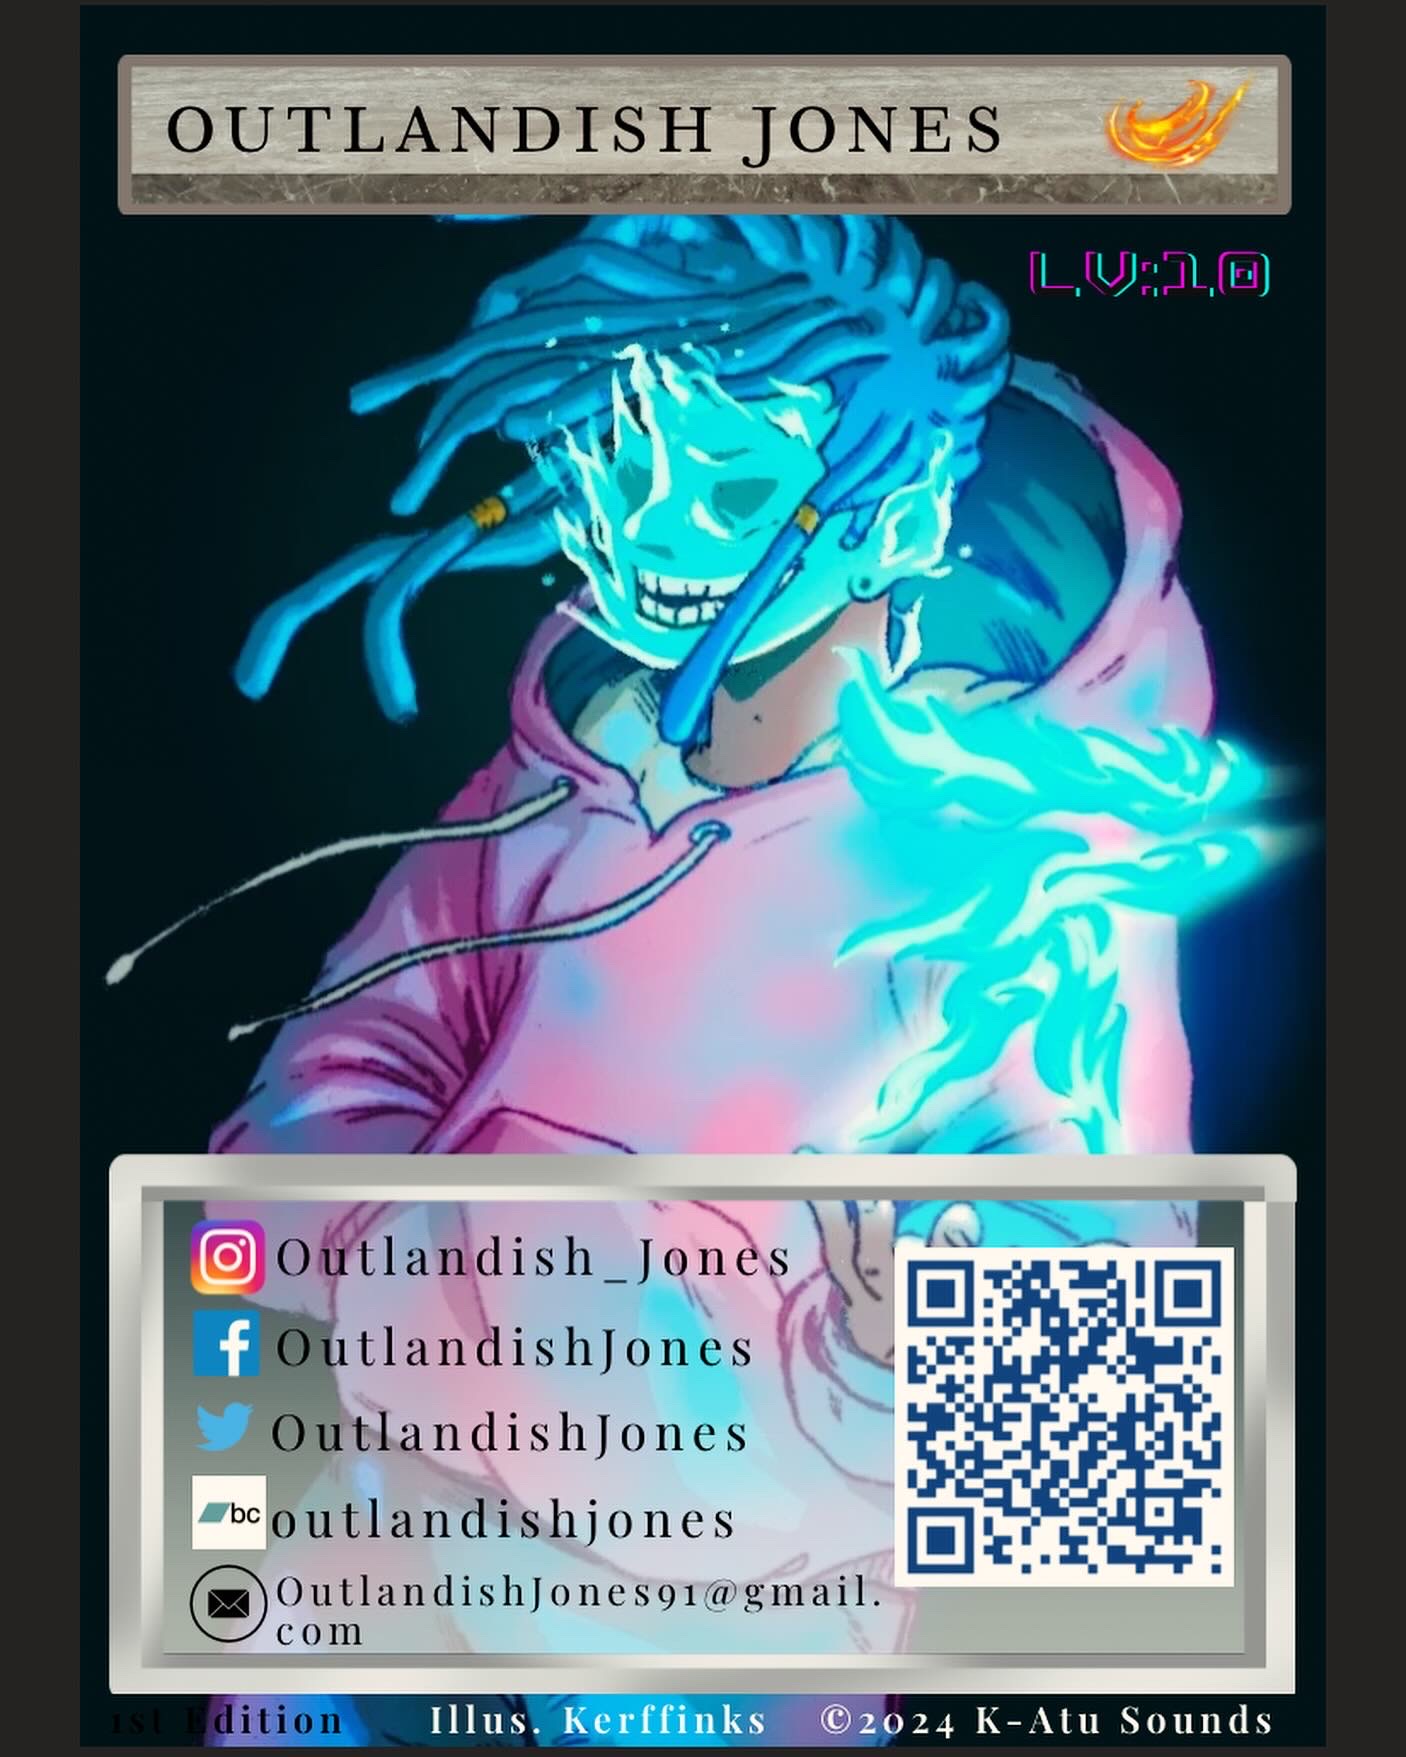 OUTLANDISH JONES
LV:10
Outlandish_Jones
f OutlandishJones
OutlandishJones
bc outlandishjones
OutlandishJones91@gmail.
com
1st Edition Illus. Kerffinks ©2024 K-Atu Sounds